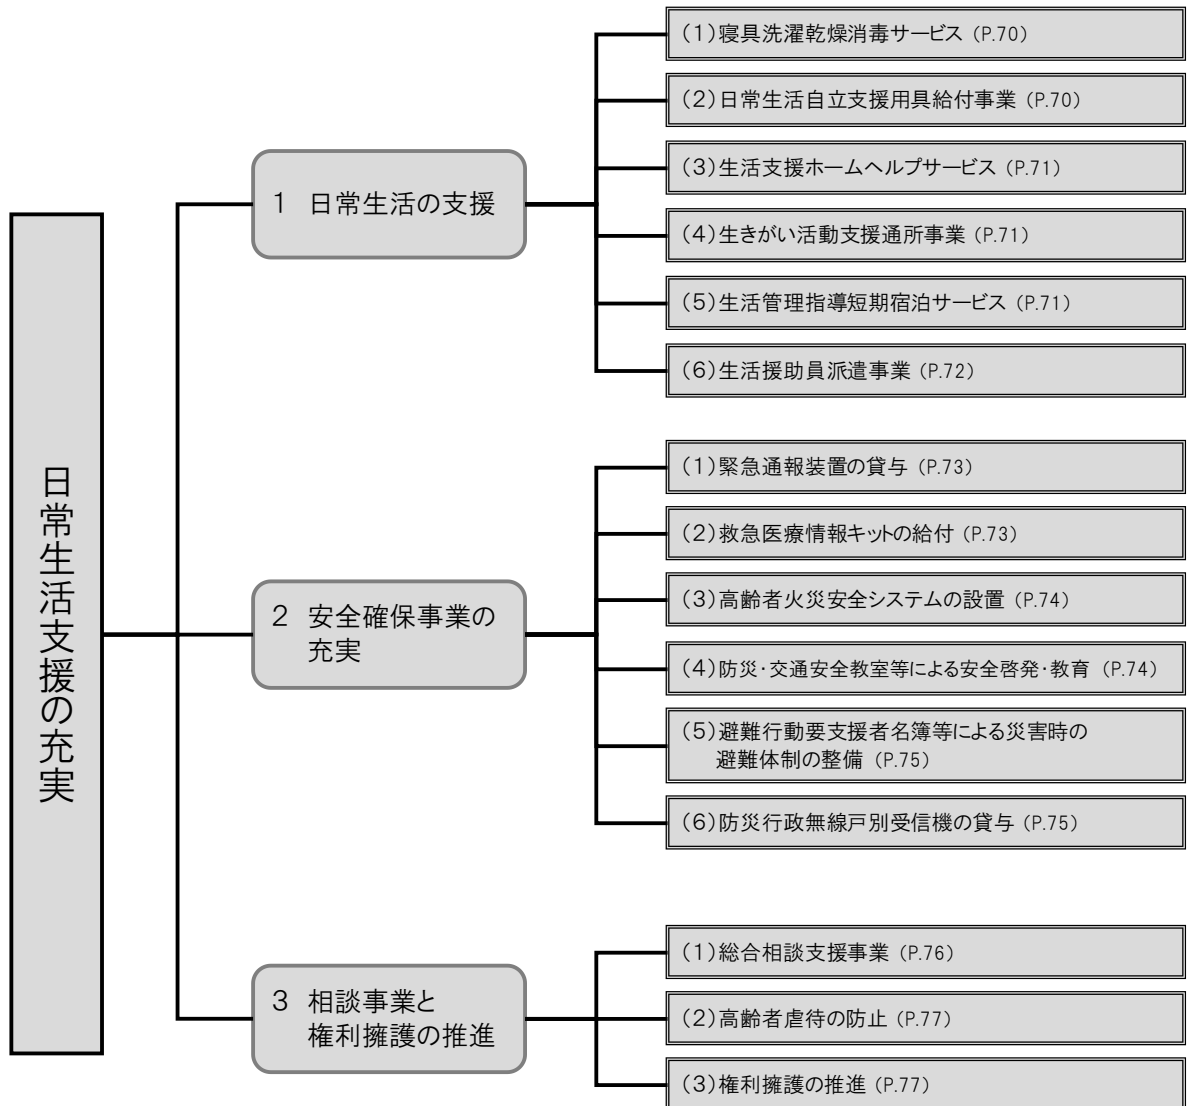 日常生活支援の充実
1 日常生活の支援
(1)寝具洗濯乾燥消毒サービス (P.70)
(2)日常生活自立支援用具給付事業 (P.70)
(3)生活支援ホームヘルプサービス (P.71)
(4)生きがい活動支援通所事業 (P.71)
(5)生活管理指導短期宿泊サービス (P.71)
(6)生活援助員派遣事業 (P.72)
2 安全確保事業の
充実
(1)緊急通報装置の貸与 (P.73)
(2)救急医療情報キットの給付 (P.73)
(3)高齢者火災安全システムの設置 (P.74)
(4)防災・交通安全教室等による安全啓発・教育 (P.74)
(5)避難行動要支援者名簿等による災害時の
避難体制の整備 (P.75)
(6)防災行政無線戸別受信機の貸与 (P.75)
3 相談事業と
権利擁護の推進
(1)総合相談支援事業 (P.76)
(2)高齢者虐待の防止 (P.77)
(3)権利擁護の推進 (P.77)